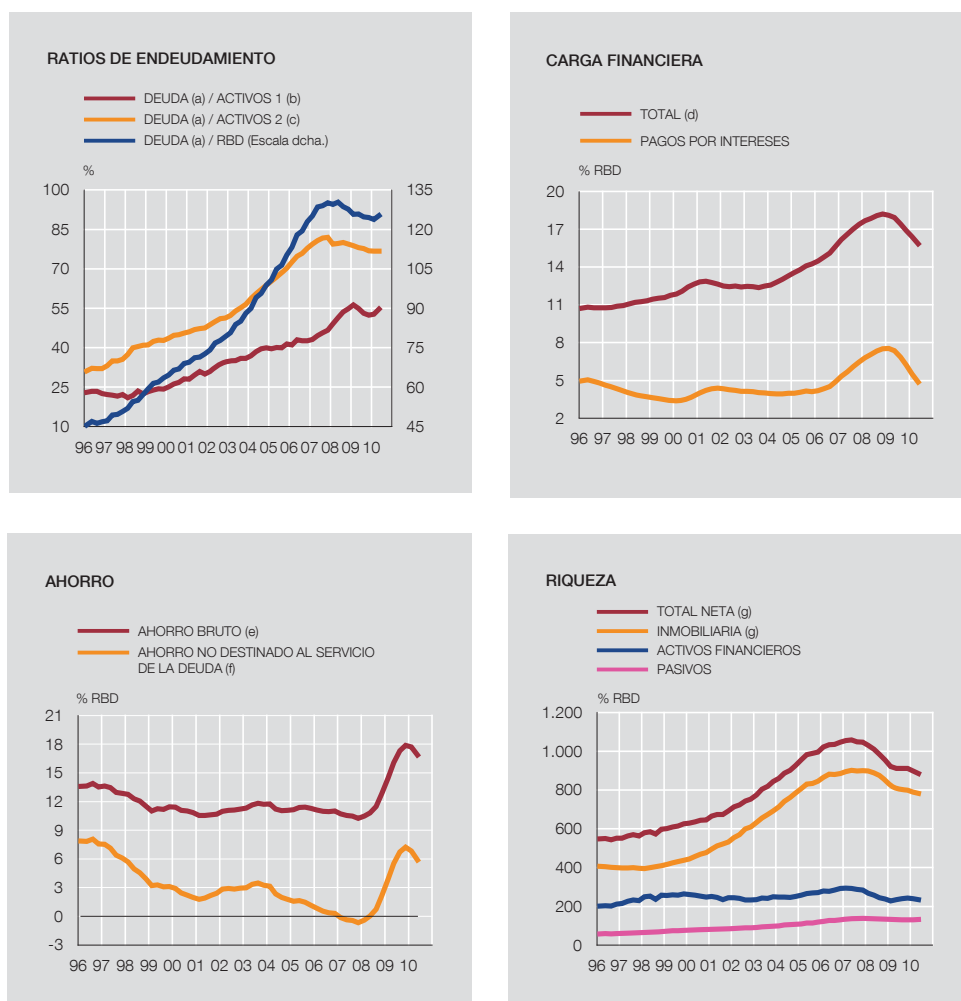 RATIOS DE ENDEUDAMIENTO
DEUDA (a) / ACTIVOS 1 (b)
DEUDA (a) / ACTIVOS 2 (c)
DEUDA (a) / RBD (Escala dcha.)
%
100 135
85 120
70 105
55 90
40 75
25 60
10 45
96 97 98 99 00 01 02 03 04 05 06 07 08 09 10
CARGA FINANCIERA
TOTAL (d)
PAGOS POR INTERESES
% RBD
20
17
14
11
8
5
2
96 97 98 99 00 01 02 03 04 05 06 07 08 09 10
AHORRO
AHORRO BRUTO (e)
AHORRO NO DESTINADO AL SERVICIO
DE LA DEUDA (f)
% RBD
21
18
15
12
9
6
3
0
-3
96 97 98 99 00 01 02 03 04 05 06 07 08 09 10
RIQUEZA
TOTAL NETA (g)
INMOBILIARIA (g)
ACTIVOS FINANCIEROS
PASIVOS
% RBD
1.200
1.000
800
600
400
200
0
96 97 98 99 00 01 02 03 04 05 06 07 08 09 10